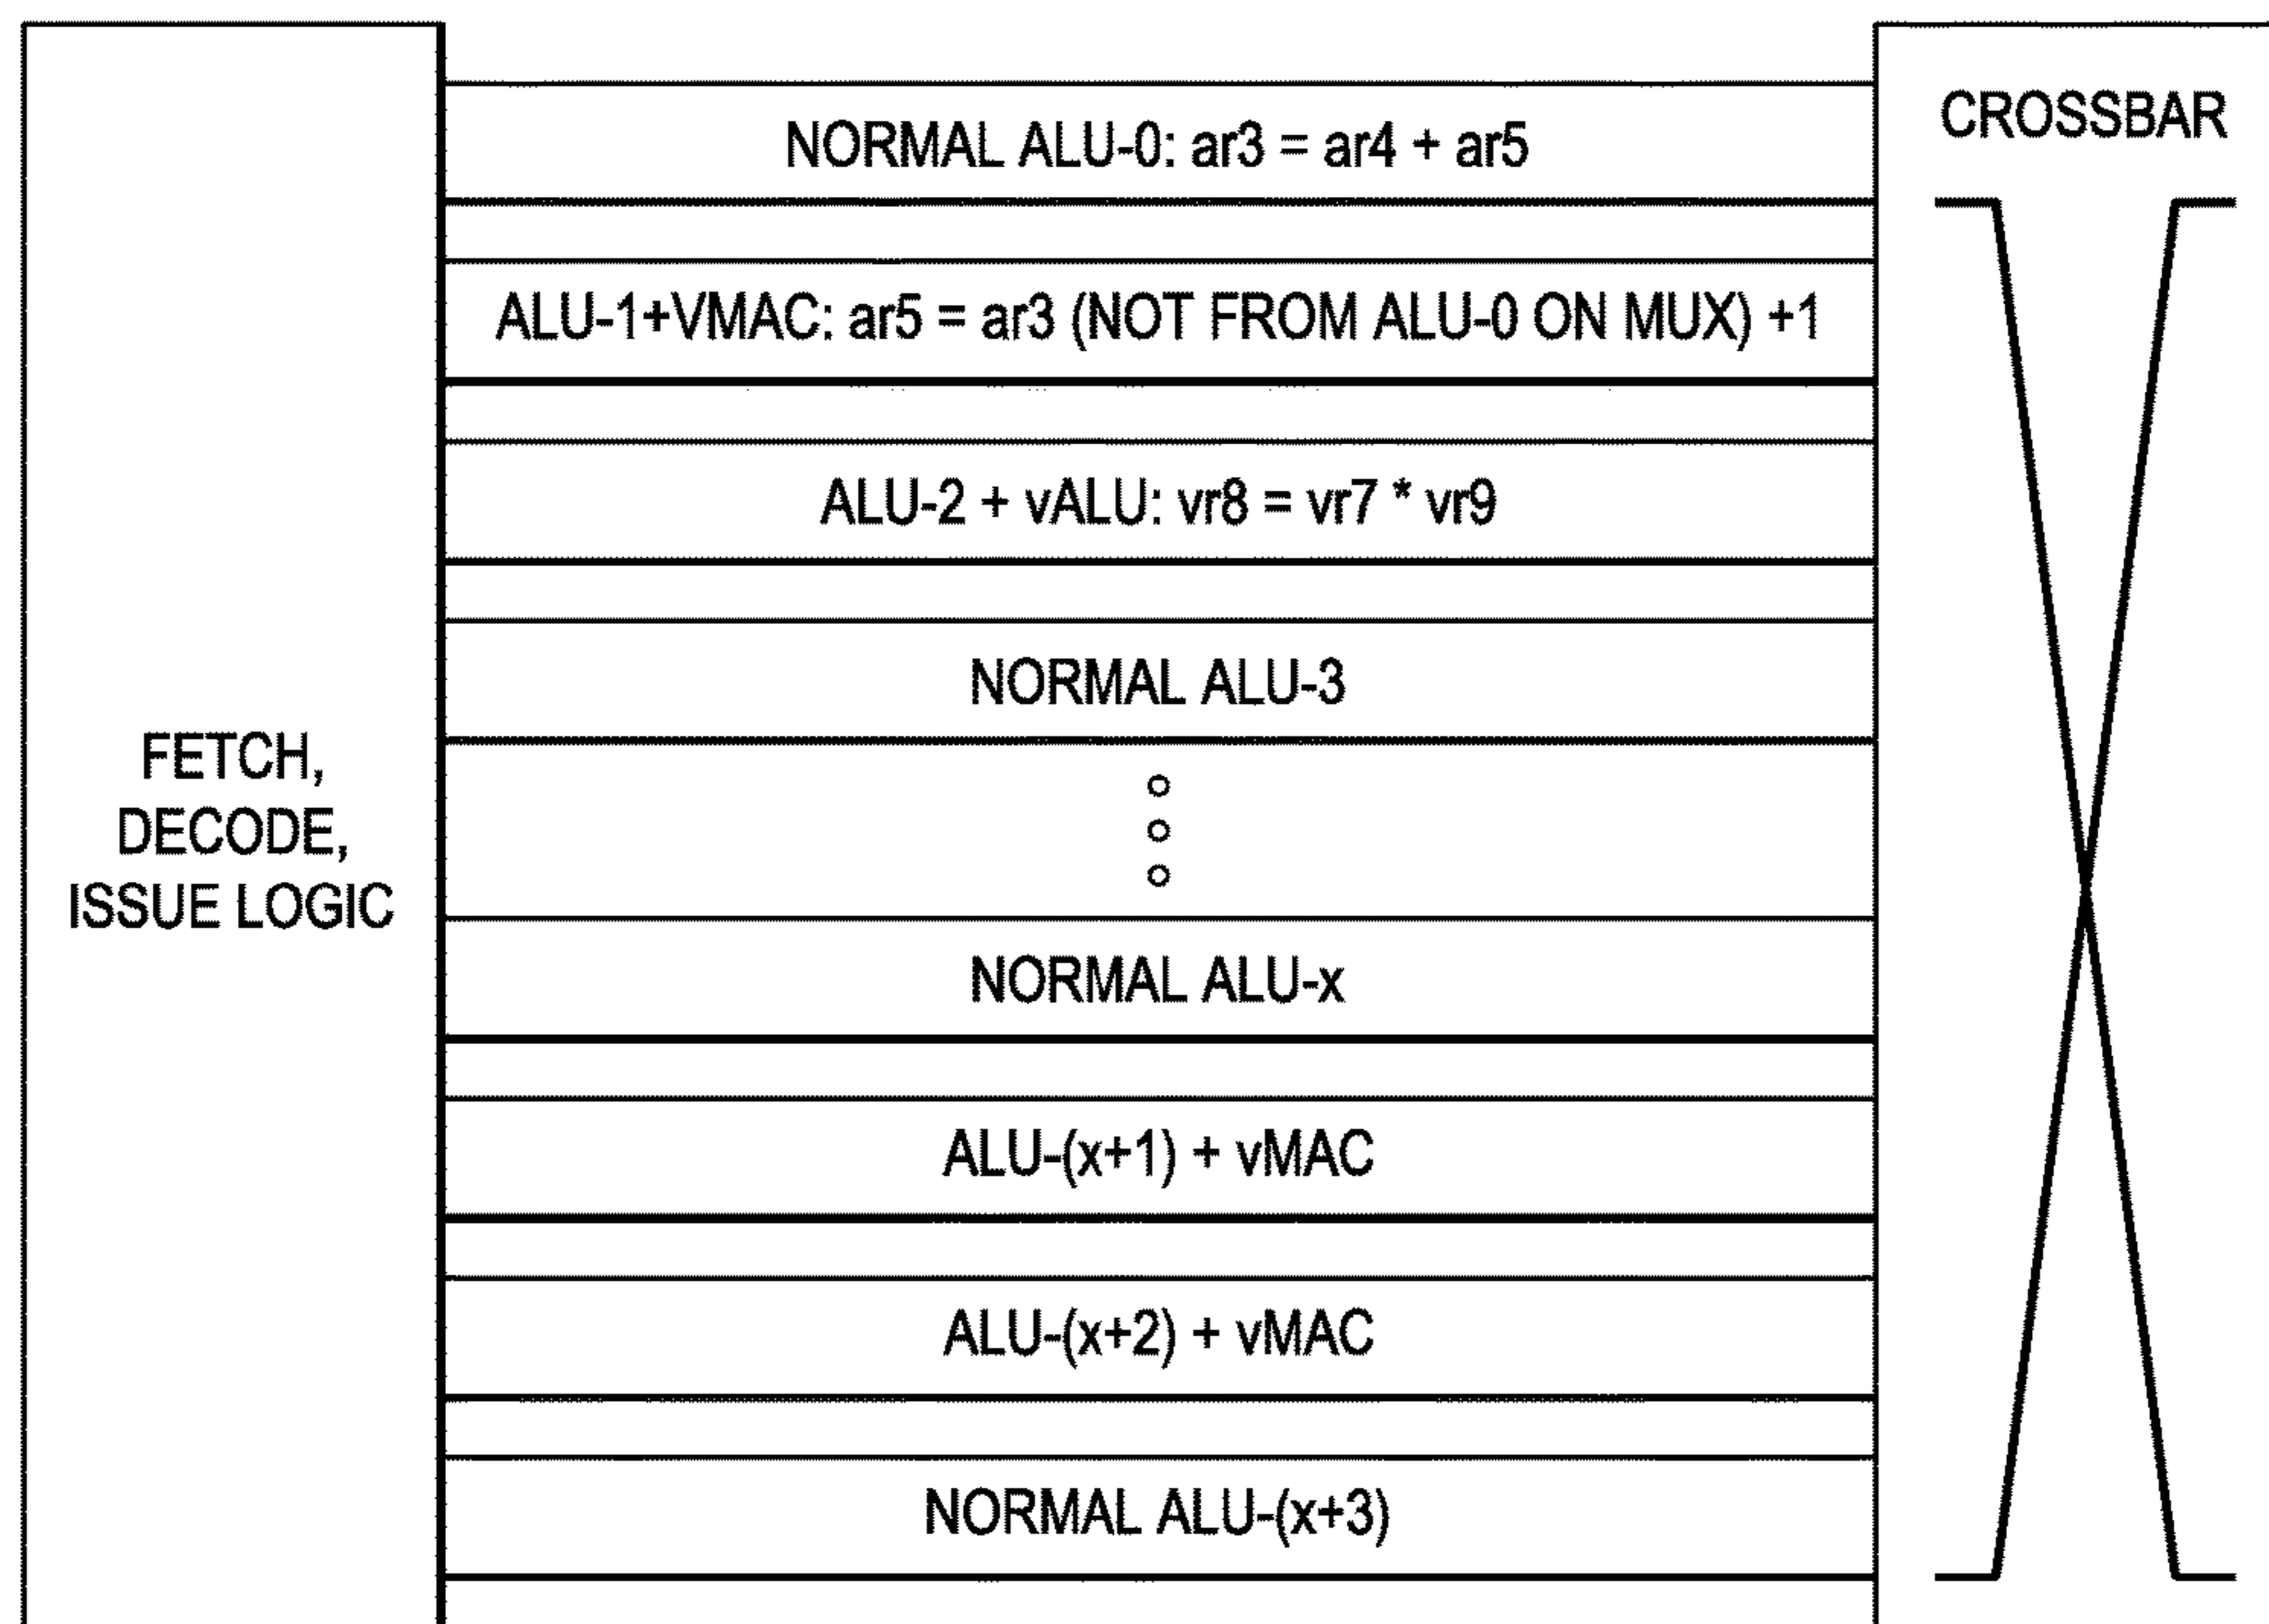 NORMAL ALU-0: ar3 = ar4 + ar5
CROSSBAR
ALU-1+VMAC: ar5 = ar3 (NOT FROM ALU-0 ON MUX) +1
ALU-2 + vALU: vr8 = vr7 * vr9
NORMAL ALU-3
FETCH,
DECODE,
ISSUE LOGIC
NORMAL ALU-x
ALU-(x+1) + vMAC
ALU-(x+2) + vMAC
NORMAL ALU-(x+3)